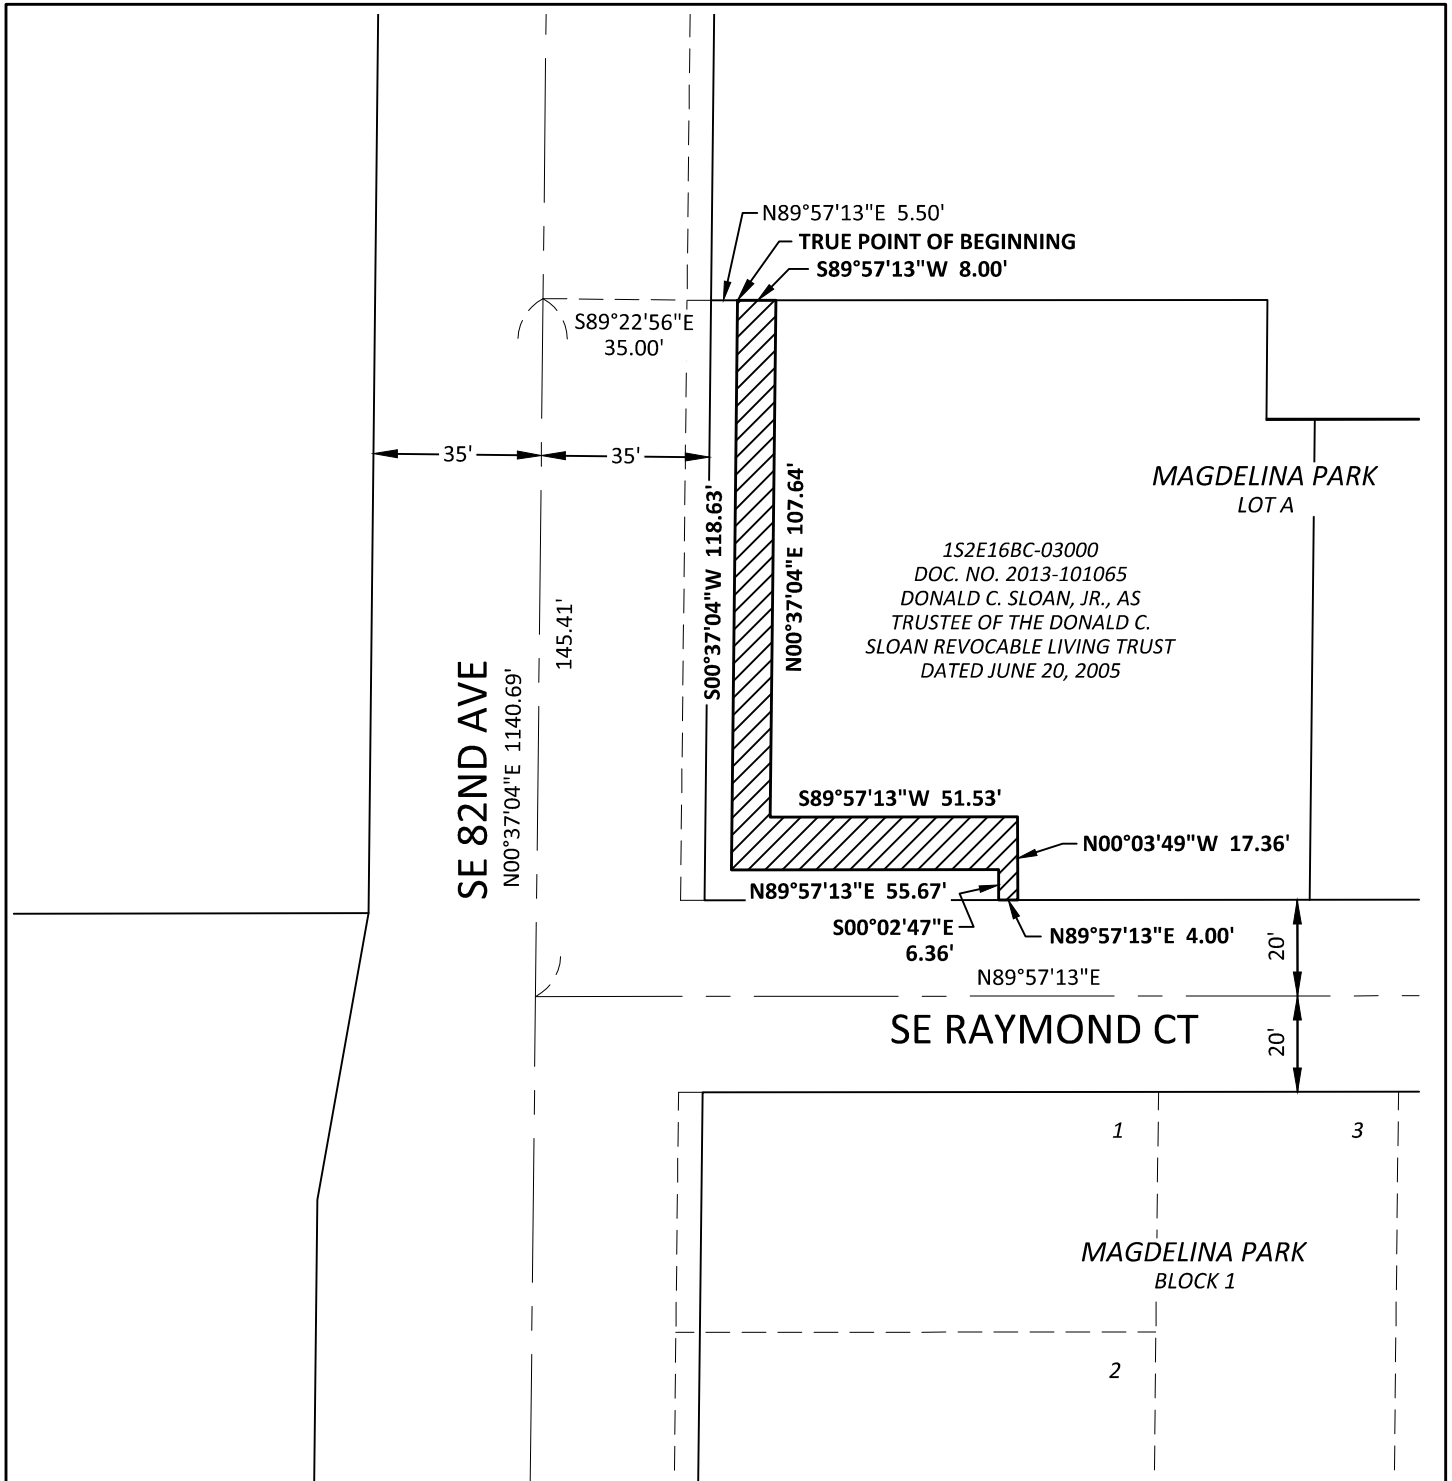 N89°57'13"E 5.50'
TRUE POINT OF BEGINNING
S89°57'13"W 8.00'
S89°22'56"E
35.00'
35'
35'
MAGDELINA PARK
LOT A
S00°37'04"W 118.63'
N00°37'04"E 107.64'
1S2E16BC-03000
DOC. NO. 2013-101065
DONALD C. SLOAN, JR., AS
TRUSTEE OF THE DONALD C.
SLOAN REVOCABLE LIVING TRUST
DATED JUNE 20, 2005
145.41'
SE 82ND AVE
N00°37'04"E 1140.69'
S89°57'13"W 51.53'
N00°03'49"W 17.36'
N89°57'13"E 55.67'
S00°02'47"E
6.36'
N89°57'13"E 4.00'
20'
N89°57'13"E
SE RAYMOND CT
20'
1
3
MAGDELINA PARK
BLOCK 1
2